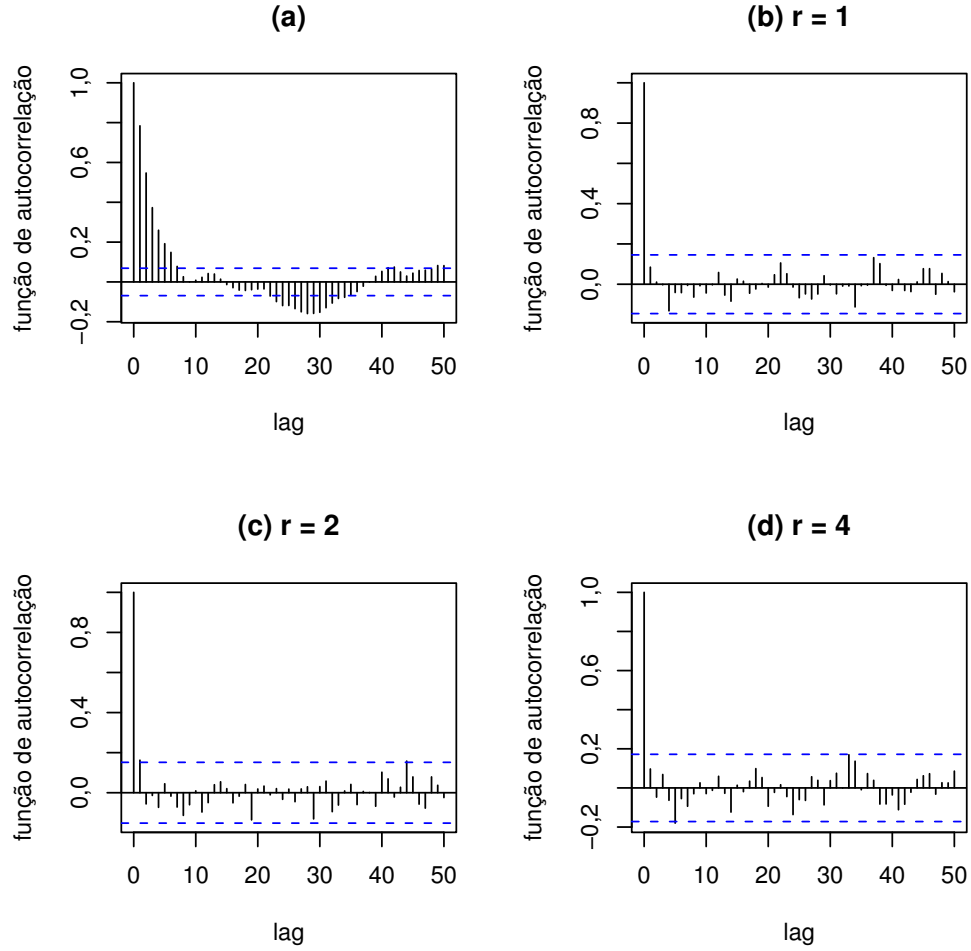 (a)
função de autocorrelação
1,0
0,6
0,2
−0,2
0 10 20 30 40 50
lag
(b) r = 1
função de autocorrelação
0,8
0,4
0,0
0 10 20 30 40 50
lag
(c) r = 2
função de autocorrelação
0,8
0,4
0,0
0 10 20 30 40 50
lag
(d) r = 4
função de autocorrelação
1,0
0,6
0,2
−0,2
0 10 20 30 40 50
lag